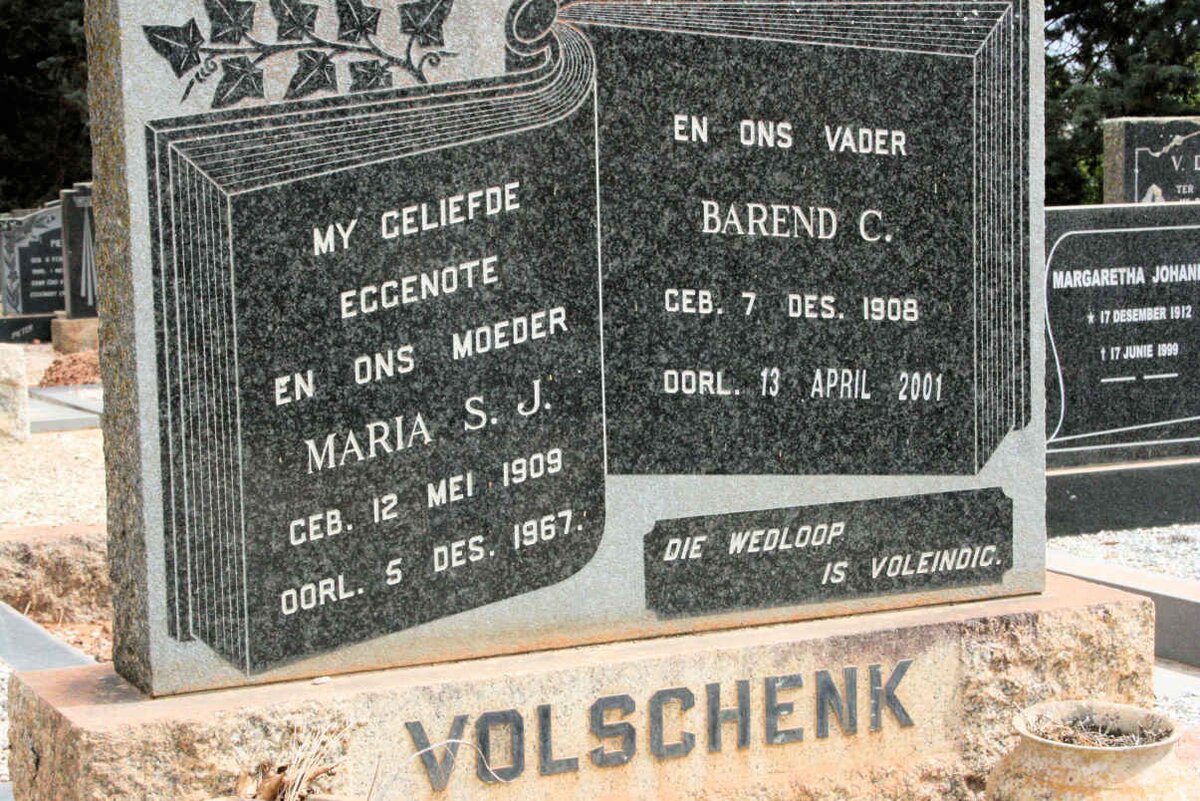 MY GELIEFDE
EGGENOTE
EN ONS MOEDER
MARIA S. J.
GEB. 12 MEI 1909
OORL. 5 DES. 1967.
EN ONS VADER
BAREND C.
GEB. 7 DES. 1908
OORL. 13 APRIL 2001
DIE WEDLOOP
IS VOLEINDIG.
VOLSCHENK
MARGARETHA
* 17 DESEMBER 1912
† 17 JUNIE 1999
PIETER